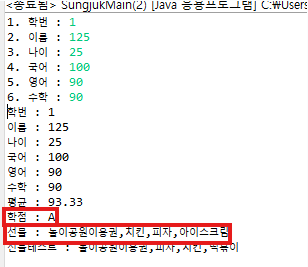 <종료됨> SungjukMain(2) [Java 응용프로그램] C:\Users
1. 학번 : 1
2. 이름 : 125
3. 나이 : 25
4. 국어 : 100
5. 영어 : 90
6. 수학 : 90
학번 : 1
이름 : 125
나이 : 25
국어 : 100
영어 : 90
수학 : 90
평균 : 93.33
학점 : A
선물 : 놀이공원이용권,치킨,피자,아이스크림
선물테스트 : 놀이공원이용권,피자,치킨,떡볶이